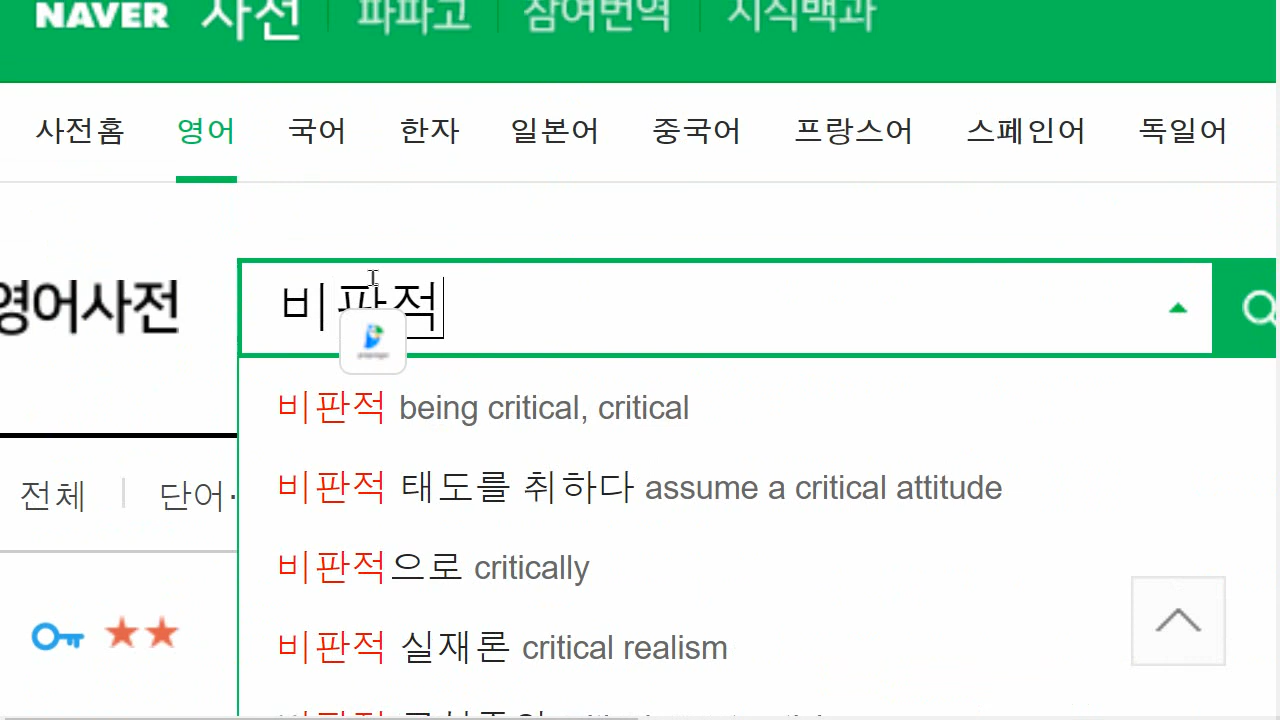 NAVER 사전 파파고 참여번역 지식백과
사전홈 영어 국어 한자 일본어 중국어 프랑스어 스페인어 독일어
영어사전 비판적
비판적 being critical, critical
전체 단어·
비판적 태도를 취하다 assume a critical attitude
비판적으로 critically
비판적 실재론 critical realism
비판적